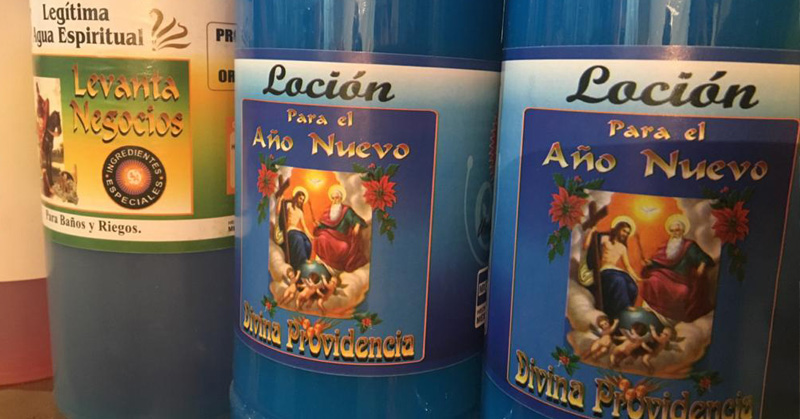 Legítima
Agua Espiritual
Levanta
Negocios
INGREDIENTES
ESPECIALES
Para Baños y Riegos.
Loción
Para el
Año Nuevo
Divina Providencia
Loción
Para el
Año Nuevo
Divina Providencia